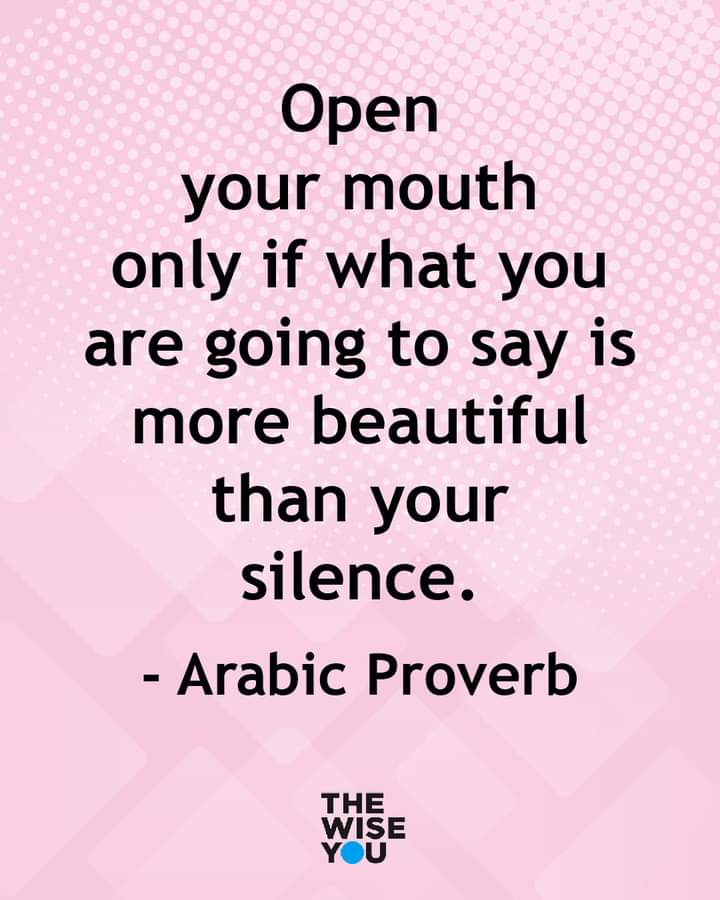 Open
your mouth
only if what you
are going to say is
more beautiful
than your
silence.
- Arabic Proverb
THE
WISE
YOU